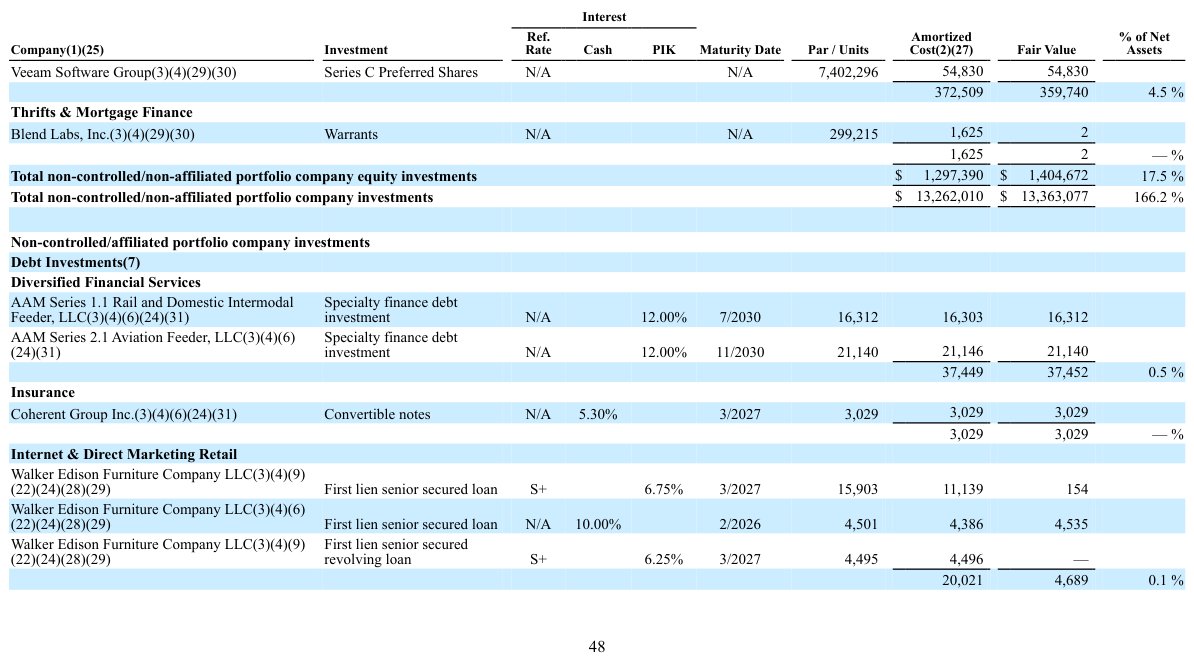 Interest
Company(1)(25) Investment Ref. Rate Cash PIK Maturity Date Par / Units Amortized Cost(2)(27) Fair Value % of Net Assets
Veeam Software Group(3)(4)(29)(30) Series C Preferred Shares N/A N/A 7,402,296 54,830 54,830
372,509 359,740 4.5 %
Thrifts & Mortgage Finance
Blend Labs, Inc.(3)(4)(29)(30) Warrants N/A N/A 299,215 1,625 2
1,625 2 — %
Total non-controlled/non-affiliated portfolio company equity investments $ 1,297,390 $ 1,404,672 17.5 %
Total non-controlled/non-affiliated portfolio company investments $ 13,262,010 $ 13,363,077 166.2 %
Non-controlled/affiliated portfolio company investments
Debt Investments(7)
Diversified Financial Services
AAM Series 1.1 Rail and Domestic Intermodal Specialty finance debt
Feeder, LLC(3)(4)(6)(24)(31) investment N/A 12.00% 7/2030 16,312 16,303 16,312
AAM Series 2.1 Aviation Feeder, LLC(3)(4)(6) Specialty finance debt
(24)(31) investment N/A 12.00% 11/2030 21,140 21,146 21,140
37,449 37,452 0.5 %
Insurance
Coherent Group Inc.(3)(4)(6)(24)(31) Convertible notes N/A 5.30% 3/2027 3,029 3,029 3,029
3,029 3,029 — %
Internet & Direct Marketing Retail
Walker Edison Furniture Company LLC(3)(4)(9)
(22)(24)(28)(29) First lien senior secured loan S+ 6.75% 3/2027 15,903 11,139 154
Walker Edison Furniture Company LLC(3)(4)(6)
(22)(24)(28)(29) First lien senior secured loan N/A 10.00% 2/2026 4,501 4,386 4,535
Walker Edison Furniture Company LLC(3)(4)(9) First lien senior secured
(22)(24)(28)(29) revolving loan S+ 6.25% 3/2027 4,495 4,496 —
20,021 4,689 0.1 %
48